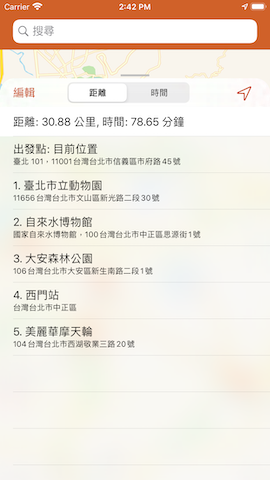 Carrier 2:42 PM
搜尋
編輯 距離 時間
距離: 30.88 公里, 時間: 78.65 分鐘
出發點: 目前位置
臺北 101，11001台灣台北市信義區市府路45號
1. 臺北市立動物園
11656台灣台北市文山區新光路二段30號
2. 自來水博物館
國家自來水博物館，100台灣台北市中正區思源街1號
3. 大安森林公園
106台灣台北市大安區新生南路二段1號
4. 西門站
台灣台北市中正區
5. 美麗華摩天輪
104台灣台北市西湖敬業三路20號